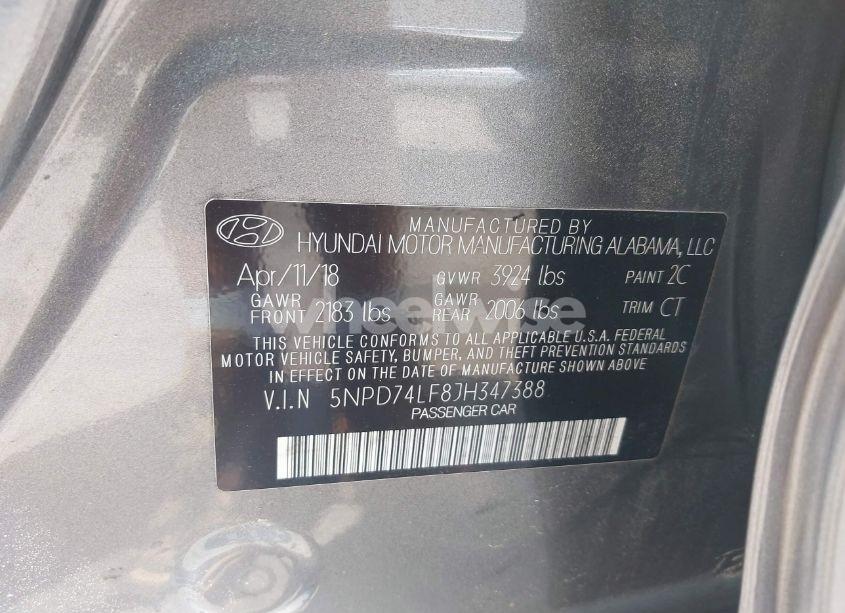 MANUFACTURED BY
HYUNDAI MOTOR MANUFACTURING ALABAMA, LLC
Apr/11/18 GVWR 3924 lbs PAINT 2C
GAWR FRONT 2183 lbs GAWR REAR 2006 lbs TRIM CT
wheelwise
THIS VEHICLE CONFORMS TO ALL APPLICABLE U.S.A. FEDERAL
MOTOR VEHICLE SAFETY, BUMPER, AND THEFT PREVENTION STANDARDS
IN EFFECT ON THE DATE OF MANUFACTURE SHOWN ABOVE
V.I.N 5NPD74LF8JH347388
PASSENGER CAR